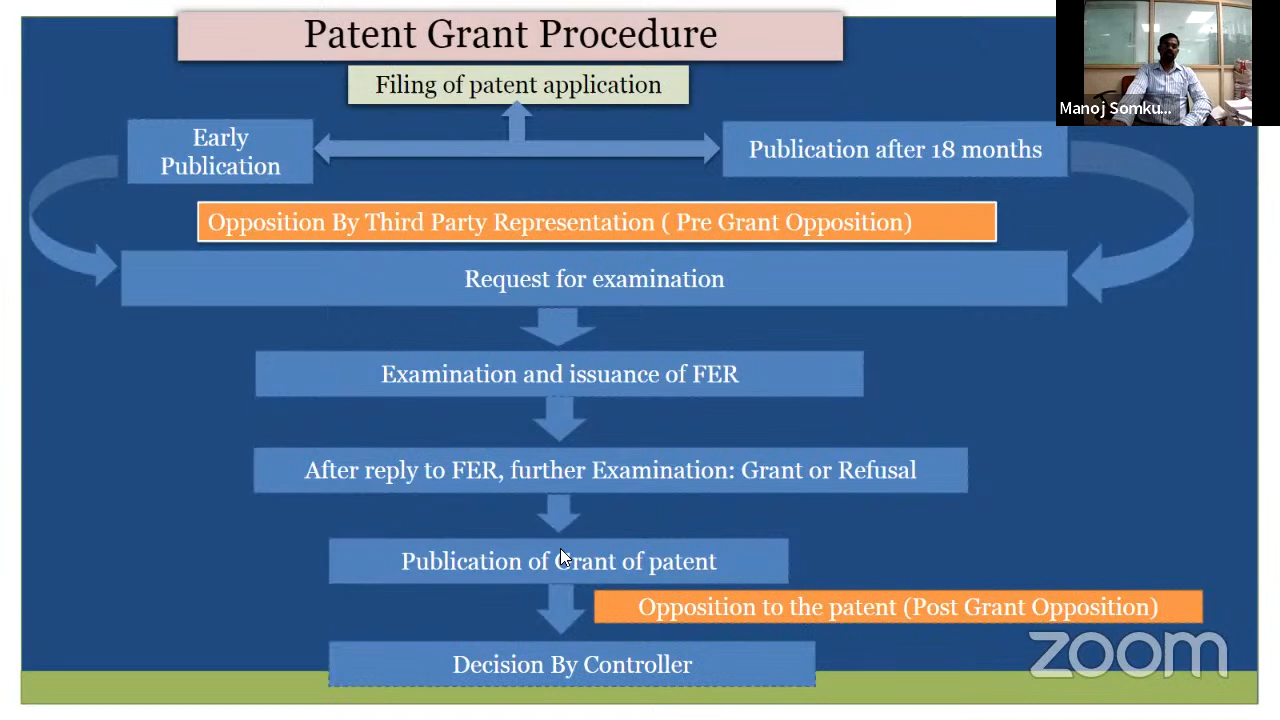 Patent Grant Procedure
Filing of patent application
Manoj Somku...
Early
Publication
Publication after 18 months
Opposition By Third Party Representation ( Pre Grant Opposition)
Request for examination
Examination and issuance of FER
After reply to FER, further Examination: Grant or Refusal
Publication of Grant of patent
Opposition to the patent (Post Grant Opposition)
zoom
Decision By Controller